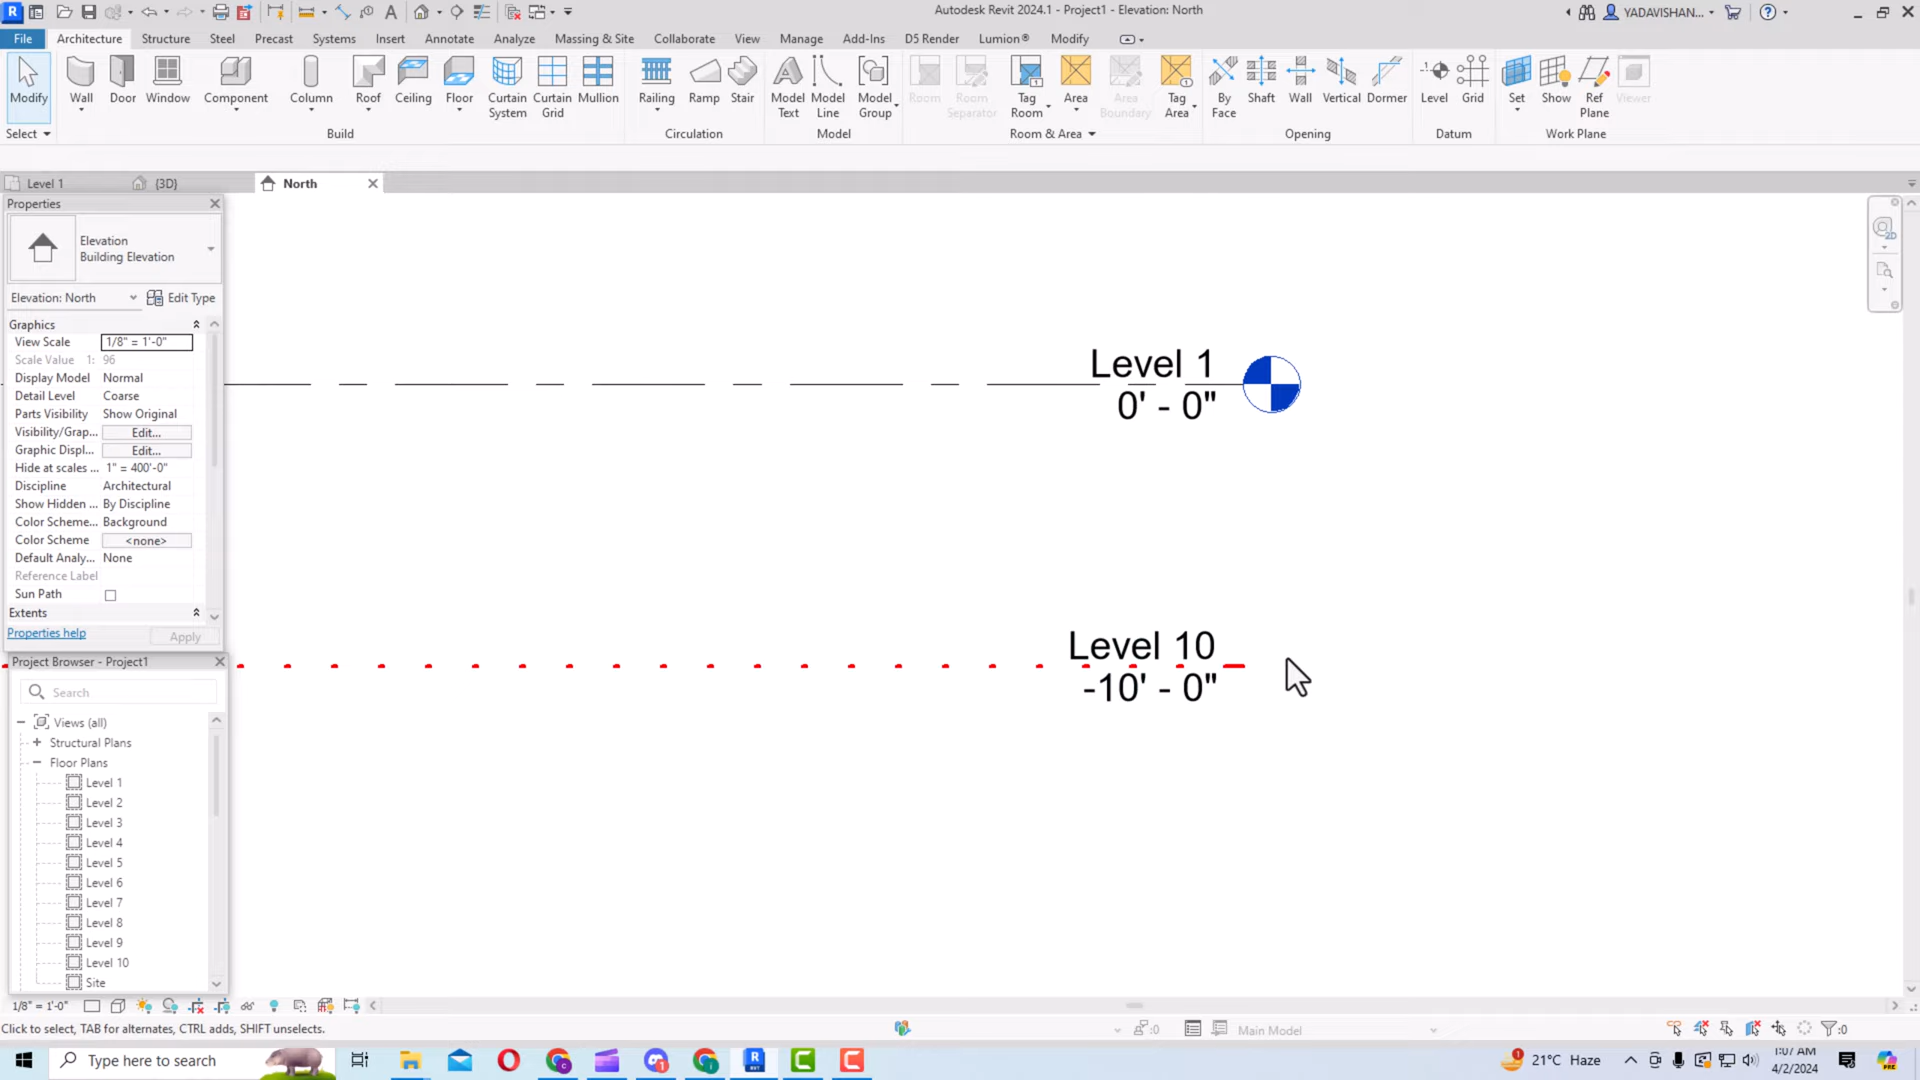 Autodesk Revit 2024.1 - Project1 - Elevation: North
YADAVISHAN...
File Architecture Structure Steel Precast Systems Insert Annotate Analyze Massing & Site Collaborate View Manage Add-Ins D5 Render Lumion® Modify
Modify Wall Door Window Component Column Roof Ceiling Floor Curtain System Curtain Grid Mullion Railing Ramp Stair Model Text Model Line Model Group Room Room Separator Tag Room Area Area Boundary Tag Area By Face Shaft Wall Vertical Dormer Level Grid Set Show Ref Plane Viewer
Select Build Circulation Model Room & Area Opening Datum Work Plane
Level 1 {3D} North
Properties
Elevation
Building Elevation
Elevation: North Edit Type
Graphics
View Scale 1/8" = 1'-0"
Scale Value 1: 96
Display Model Normal
Detail Level Coarse
Parts Visibility Show Original
Visibility/Grap... Edit...
Graphic Displ... Edit...
Hide at scales ... 1" = 400'-0"
Discipline Architectural
Show Hidden ... By Discipline
Color Scheme... Background
Color Scheme <none>
Default Analy... None
Reference Label
Sun Path
Extents
Properties help Apply
Level 1
0' - 0"
Level 10
-10' - 0"
Project Browser - Project1
Search
Views (all)
Structural Plans
Floor Plans
Level 1
Level 2
Level 3
Level 4
Level 5
Level 6
Level 7
Level 8
Level 9
Level 10
Site
1/8" = 1'-0"
Click to select, TAB for alternates, CTRL adds, SHIFT unselects.
:0 Main Model :0
Type here to search
21°C Haze
1:07 AM
4/2/2024